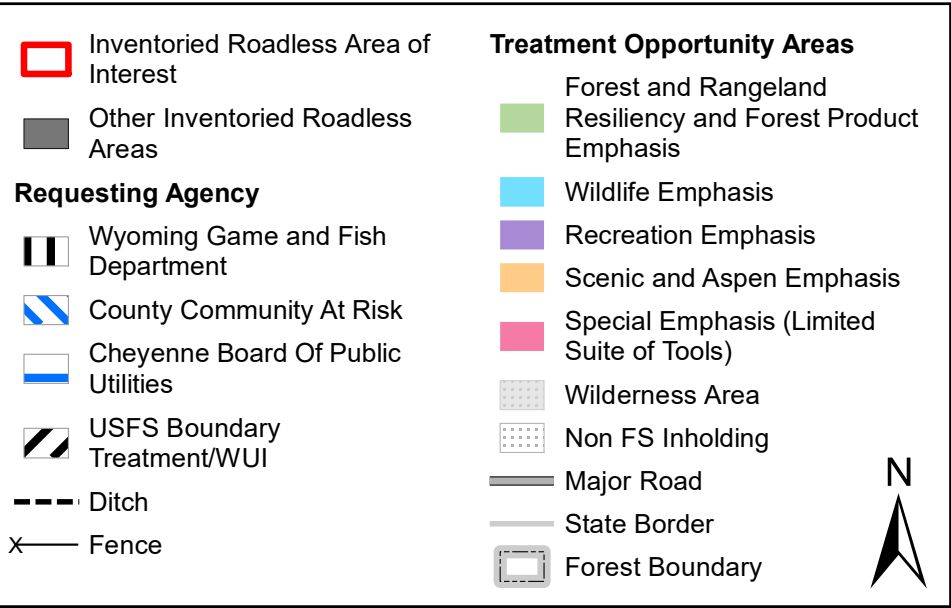 Inventoried Roadless Area of
Interest
Other Inventoried Roadless
Areas
Requesting Agency
Wyoming Game and Fish
Department
County Community At Risk
Cheyenne Board Of Public
Utilities
USFS Boundary
Treatment/WUI
Ditch
X
Fence
Treatment Opportunity Areas
Forest and Rangeland
Resiliency and Forest Product
Emphasis
Wildlife Emphasis
Recreation Emphasis
Scenic and Aspen Emphasis
Special Emphasis (Limited
Suite of Tools)
Wilderness Area
Non FS Inholding
Major Road
State Border
Forest Boundary
N